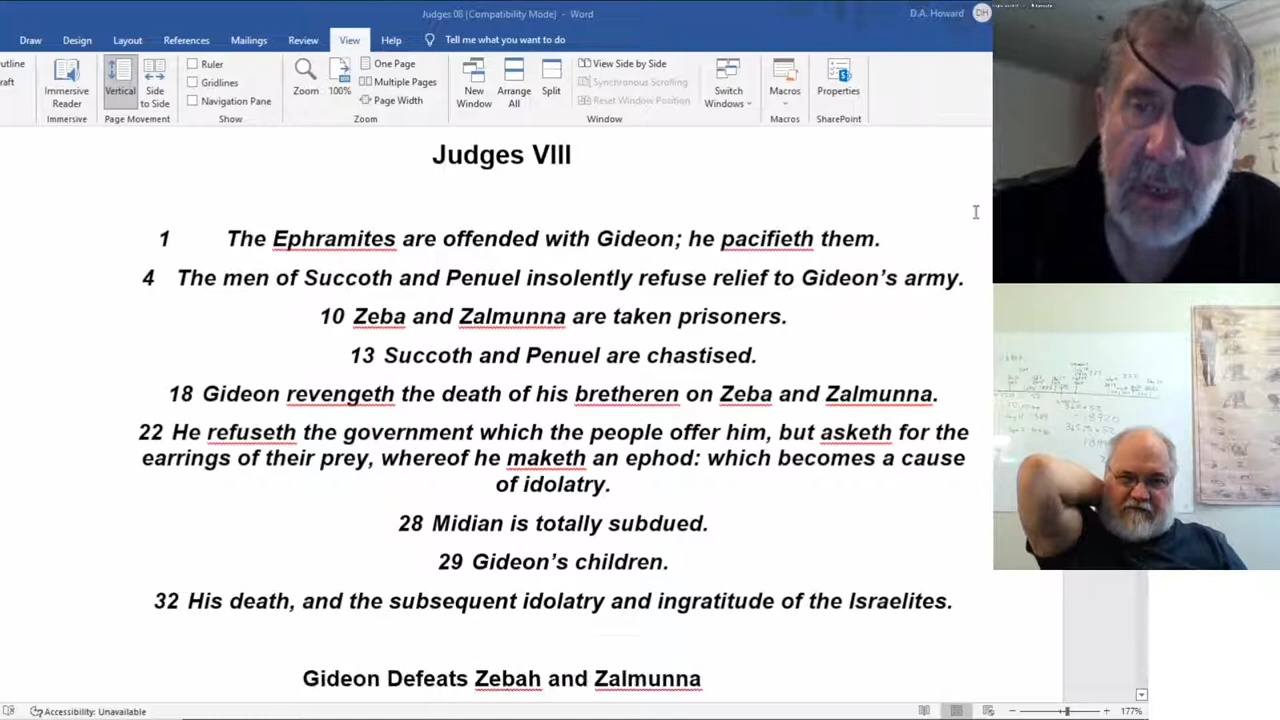 Judges 08 (Compatibility Mode) - Word
D.A. Howard DH
Draw Design Layout References Mailings Review View Help Tell me what you want to do
utline
raft
Immersive Reader
Immersive
Vertical
Side to Side
Page Movement
Ruler
Gridlines
Navigation Pane
Show
Zoom
100%
One Page
Multiple Pages
Page Width
Zoom
New Window
Arrange All
Split
View Side by Side
Synchronous Scrolling
Reset Window Position
Window
Switch Windows
Macros
Macros
Properties
SharePoint
Judges VIII
1 The Ephramites are offended with Gideon; he pacifieth them.
4 The men of Succoth and Penuel insolently refuse relief to Gideon’s army.
10 Zeba and Zalmunna are taken prisoners.
13 Succoth and Penuel are chastised.
18 Gideon revengeth the death of his bretheren on Zeba and Zalmunna.
22 He refuseth the government which the people offer him, but asketh for the
earrings of their prey, whereof he maketh an ephod: which becomes a cause
of idolatry.
28 Midian is totally subdued.
29 Gideon’s children.
32 His death, and the subsequent idolatry and ingratitude of the Israelites.
Gideon Defeats Zebah and Zalmunna
Accessibility: Unavailable
177%